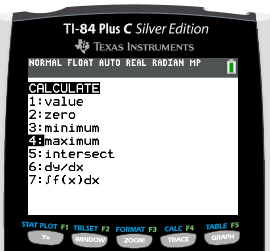 TI-84 Plus C Silver Edition
TEXAS INSTRUMENTS
NORMAL FLOAT AUTO REAL RADIAN MP
CALCULATE
1:value
2:zero
3:minimum
4:maximum
5:intersect
6:dy/dx
7:∫f(x)dx
STAT PLOT F1 TBLSET F2 FORMAT F3 CALC F4 TABLE F5
Y= WINDOW ZOOM TRACE GRAPH